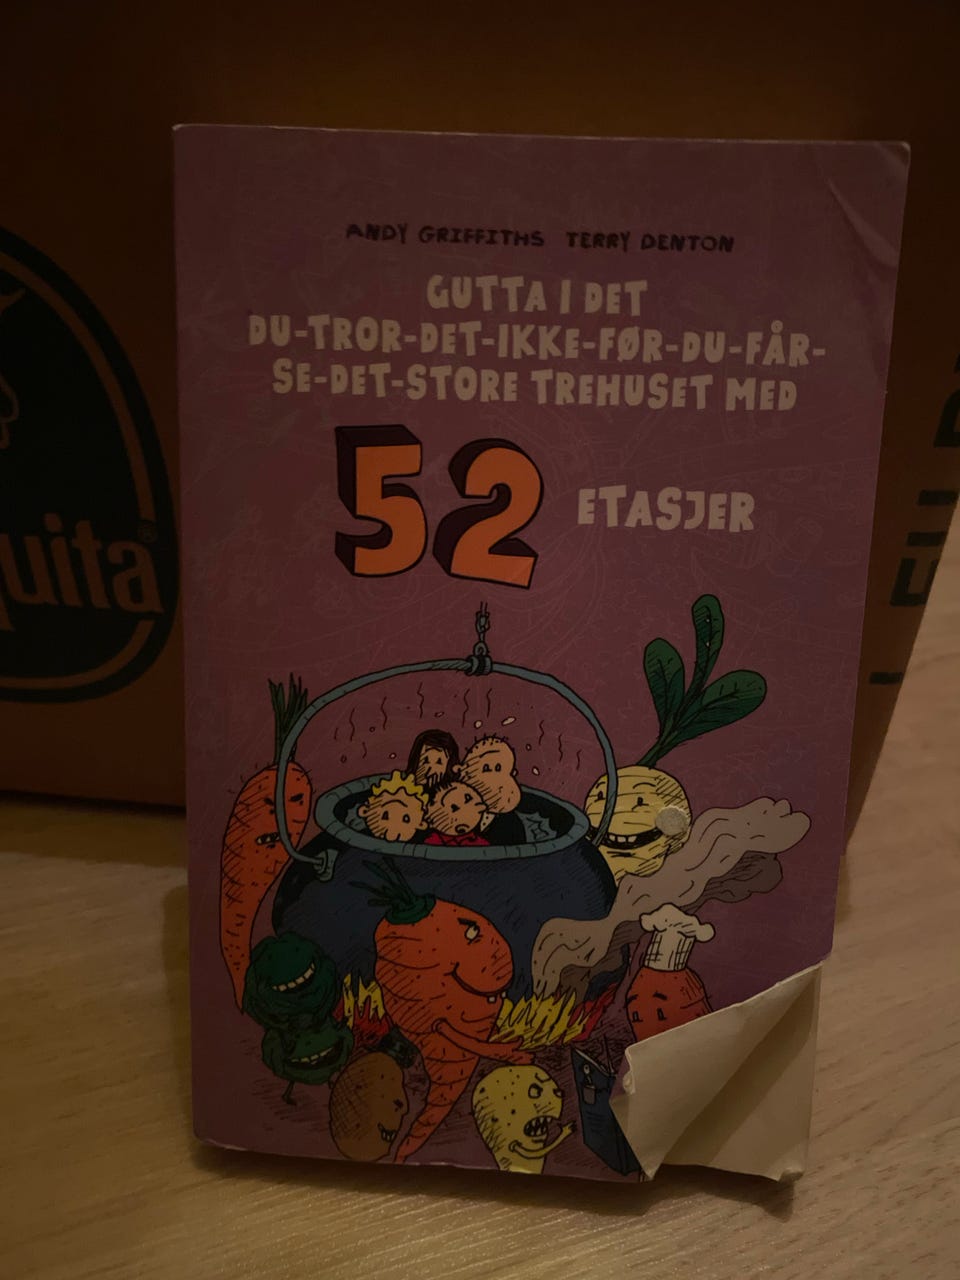 ANDY GRIFFITHS TERRY DENTON
GUTTA I DET
DU-TROR-DET-IKKE-FØR-DU-FÅR-
SE-DET-STORE TREHUSET MED
52 ETASJER
quita®